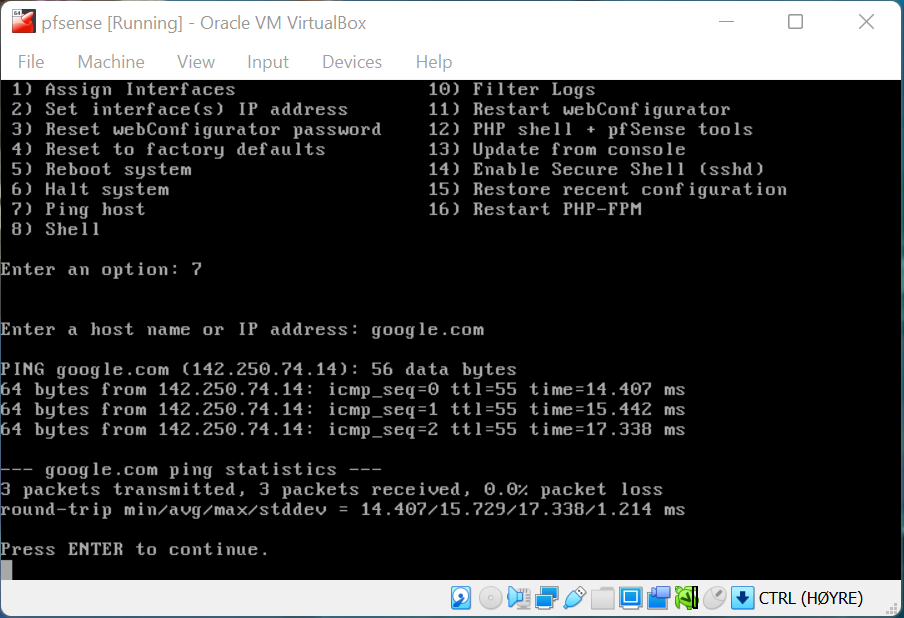 pfsense [Running] - Oracle VM VirtualBox
File Machine View Input Devices Help
1) Assign Interfaces 10) Filter Logs
2) Set interface(s) IP address 11) Restart webConfigurator
3) Reset webConfigurator password 12) PHP shell + pfSense tools
4) Reset to factory defaults 13) Update from console
5) Reboot system 14) Enable Secure Shell (sshd)
6) Halt system 15) Restore recent configuration
7) Ping host 16) Restart PHP-FPM
8) Shell
Enter an option: 7
Enter a host name or IP address: google.com
PING google.com (142.250.74.14): 56 data bytes
64 bytes from 142.250.74.14: icmp_seq=0 ttl=55 time=14.407 ms
64 bytes from 142.250.74.14: icmp_seq=1 ttl=55 time=15.442 ms
64 bytes from 142.250.74.14: icmp_seq=2 ttl=55 time=17.338 ms
--- google.com ping statistics ---
3 packets transmitted, 3 packets received, 0.0% packet loss
round-trip min/avg/max/stddev = 14.407/15.729/17.338/1.214 ms
Press ENTER to continue.
CTRL (HØYRE)